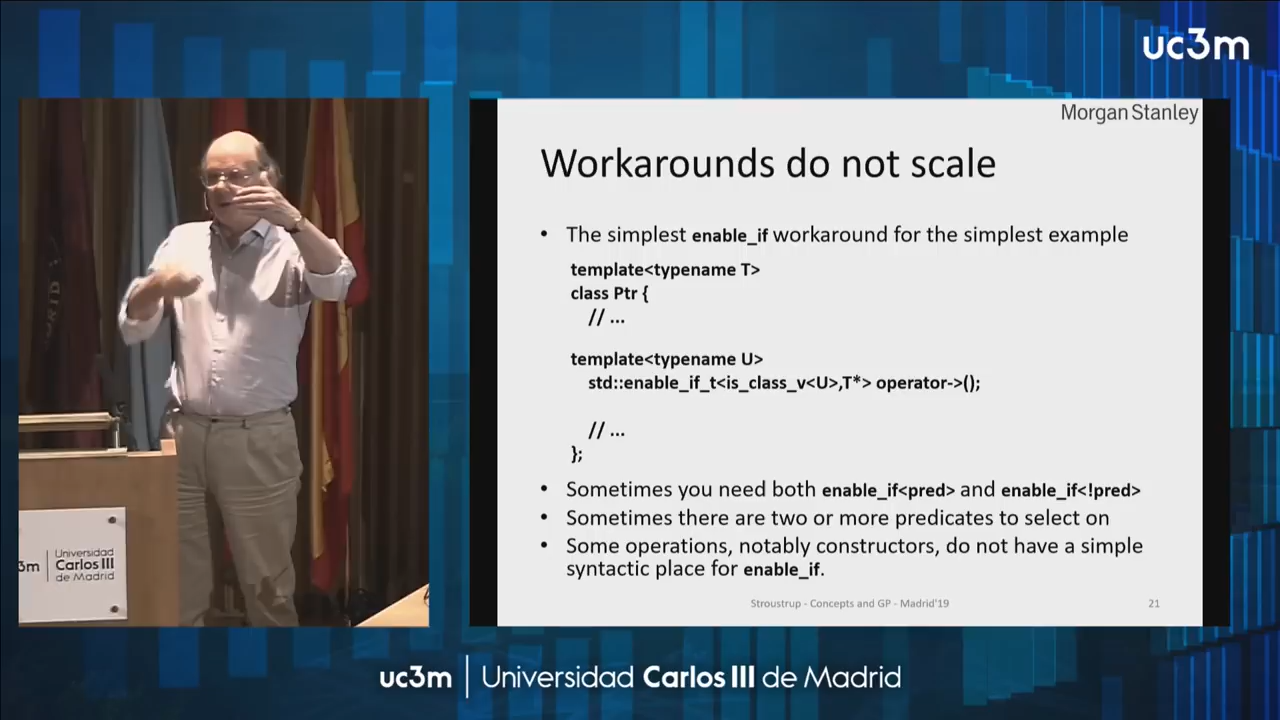 uc3m
Morgan Stanley
Workarounds do not scale
• The simplest enable_if workaround for the simplest example
template<typename T>
class Ptr {
// ...
template<typename U>
std::enable_if_t<is_class_v<U>,T*> operator->();
// ...
};
• Sometimes you need both enable_if<pred> and enable_if<!pred>
• Sometimes there are two or more predicates to select on
• Some operations, notably constructors, do not have a simple
syntactic place for enable_if.
Stroustrup - Concepts and GP - Madrid'19
21
3m
Universidad
Carlos III
de Madrid
uc3m | Universidad Carlos III de Madrid